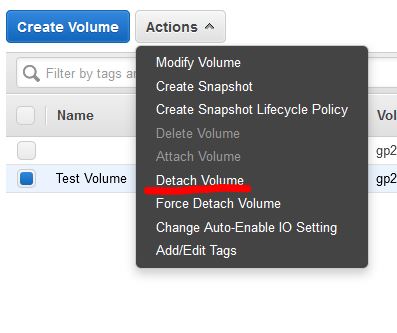 Create Volume
Actions
Filter by tags
Name
Vol
Test Volume
gp2
gp2
Modify Volume
Create Snapshot
Create Snapshot Lifecycle Policy
Delete Volume
Attach Volume
Detach Volume
Force Detach Volume
Change Auto-Enable IO Setting
Add/Edit Tags